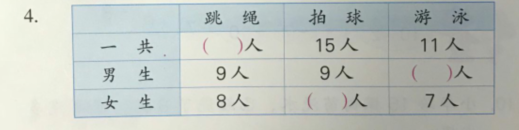 4.
跳 绳 拍 球 游 泳
一 共 ( )人 15人 11人
男 生 9人 9人 ( )人
女 生 8人 ( )人 7人